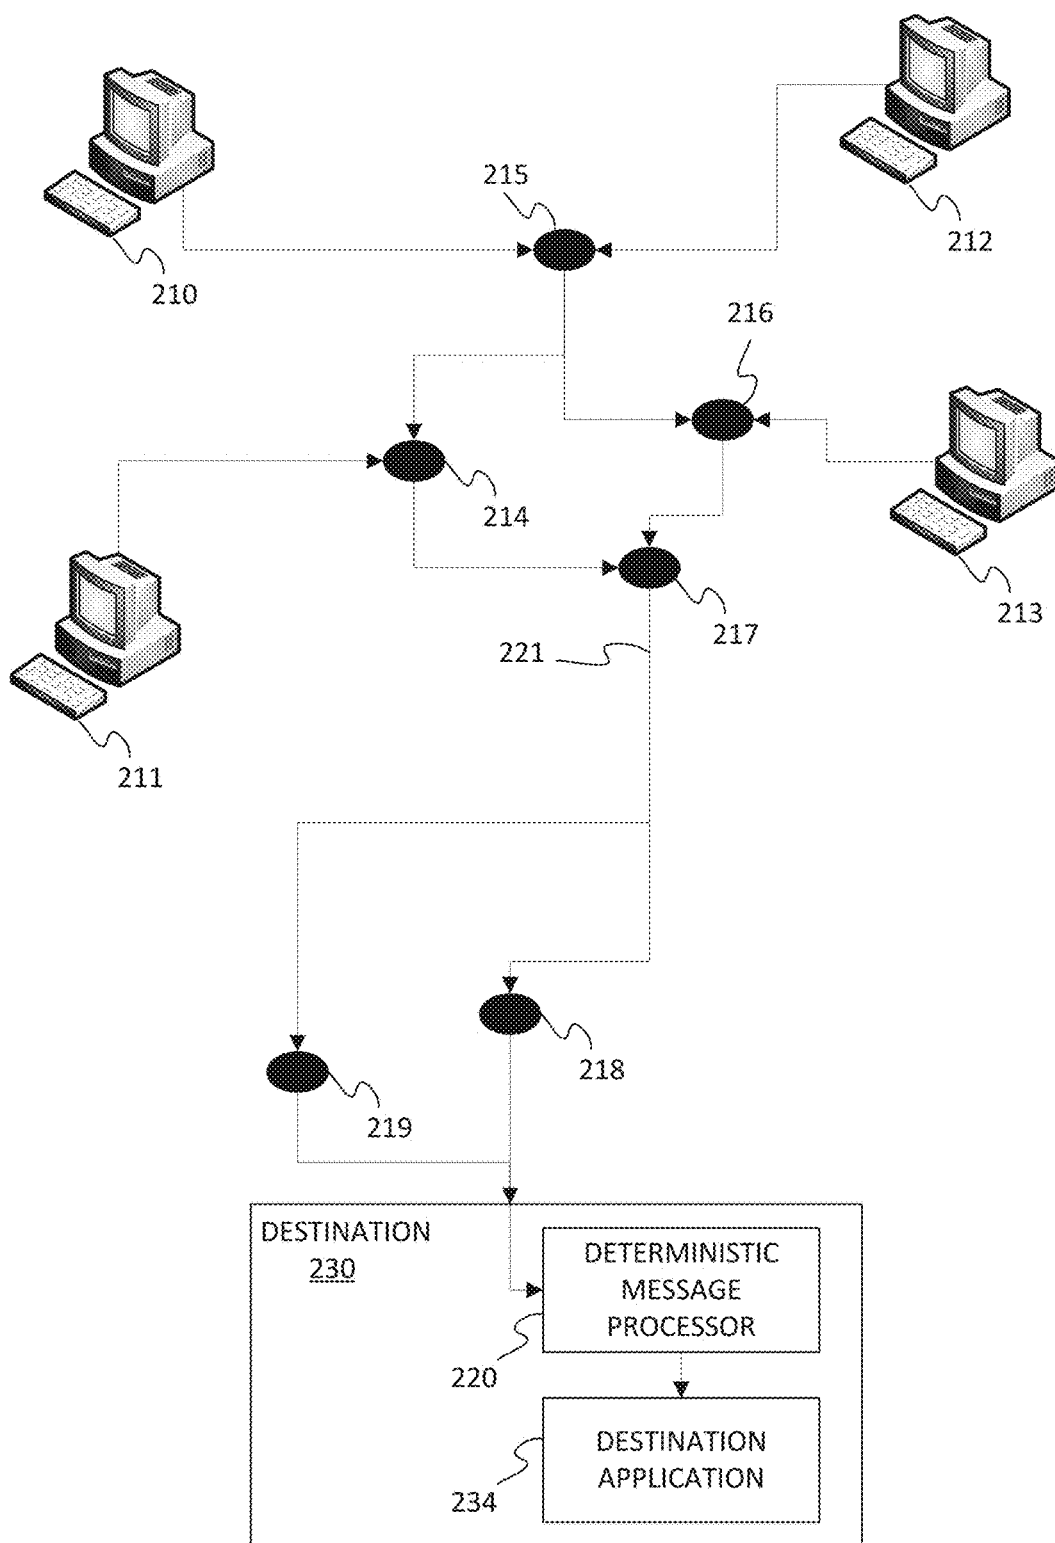 215
212
210
216
214
213
217
221
211
218
219
DESTINATION
230
DETERMINISTIC
MESSAGE
PROCESSOR
220
DESTINATION
APPLICATION
234